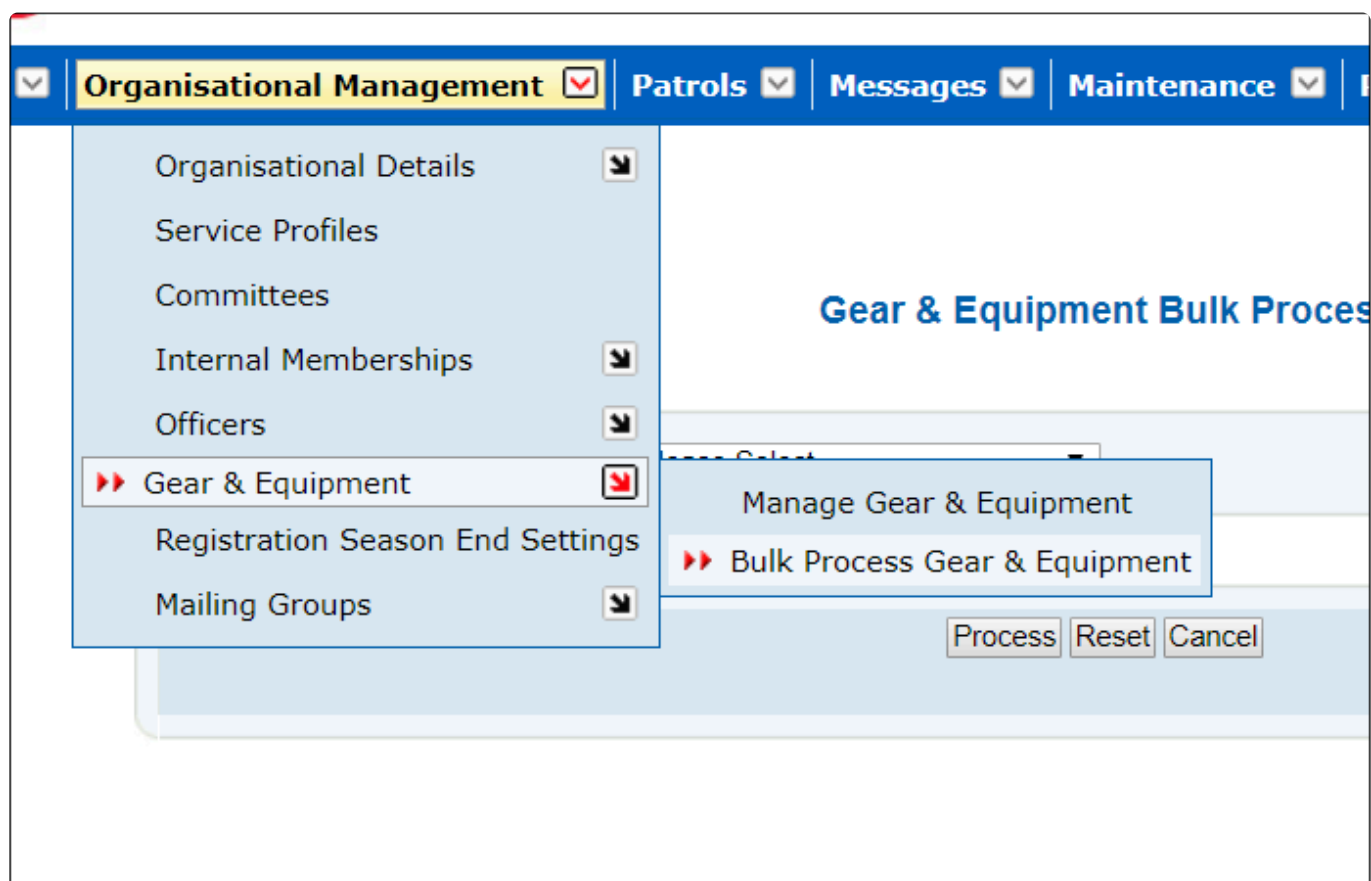 Organisational Management Patrols Messages Maintenance
Organisational Details
Service Profiles
Committees
Gear & Equipment Bulk Proces
Internal Memberships
Officers
Gear & Equipment
Manage Gear & Equipment
Registration Season End Settings
Bulk Process Gear & Equipment
Mailing Groups
Process Reset Cancel